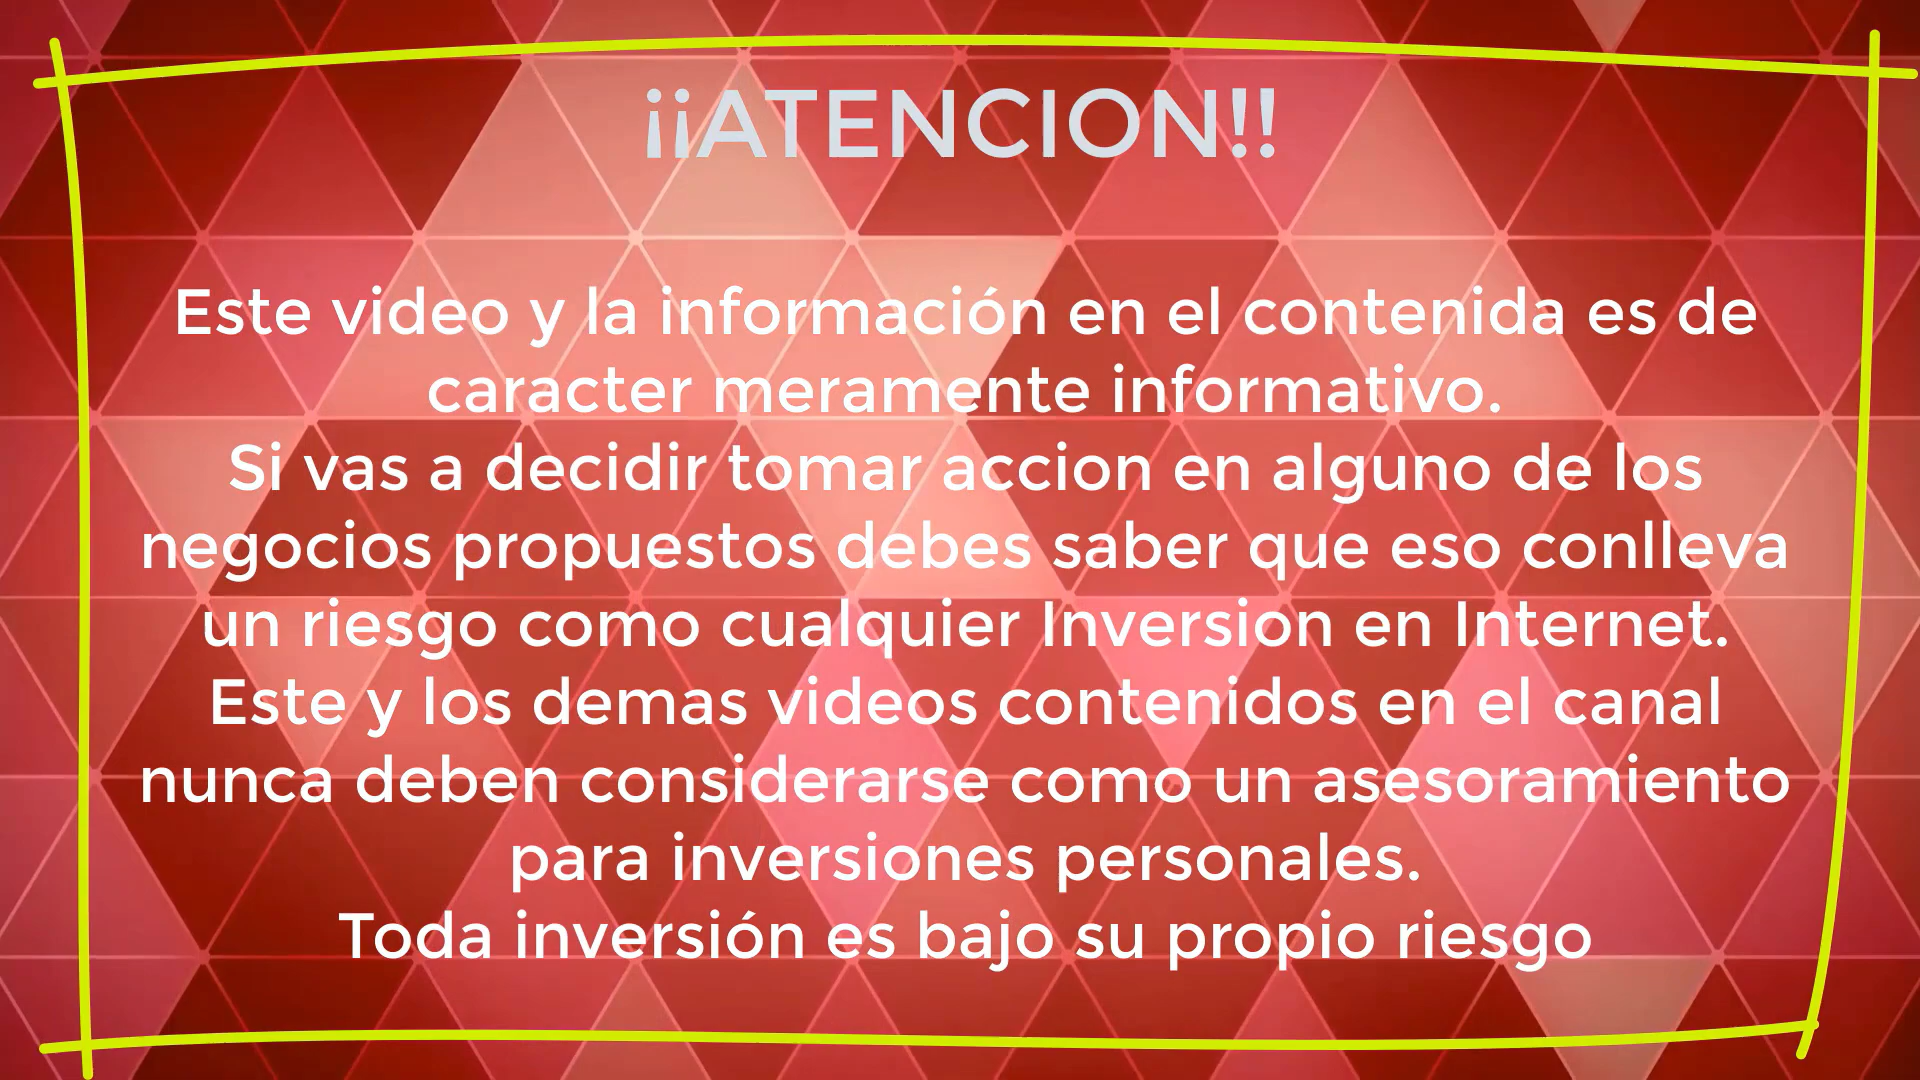 ¡¡ATENCION!!
Este video y la información en el contenida es de
caracter meramente informativo.
Si vas a decidir tomar accion en alguno de los
negocios propuestos debes saber que eso conlleva
un riesgo como cualquier Inversion en Internet.
Este y los demas videos contenidos en el canal
nunca deben considerarse como un asesoramiento
para inversiones personales.
Toda inversión es bajo su propio riesgo